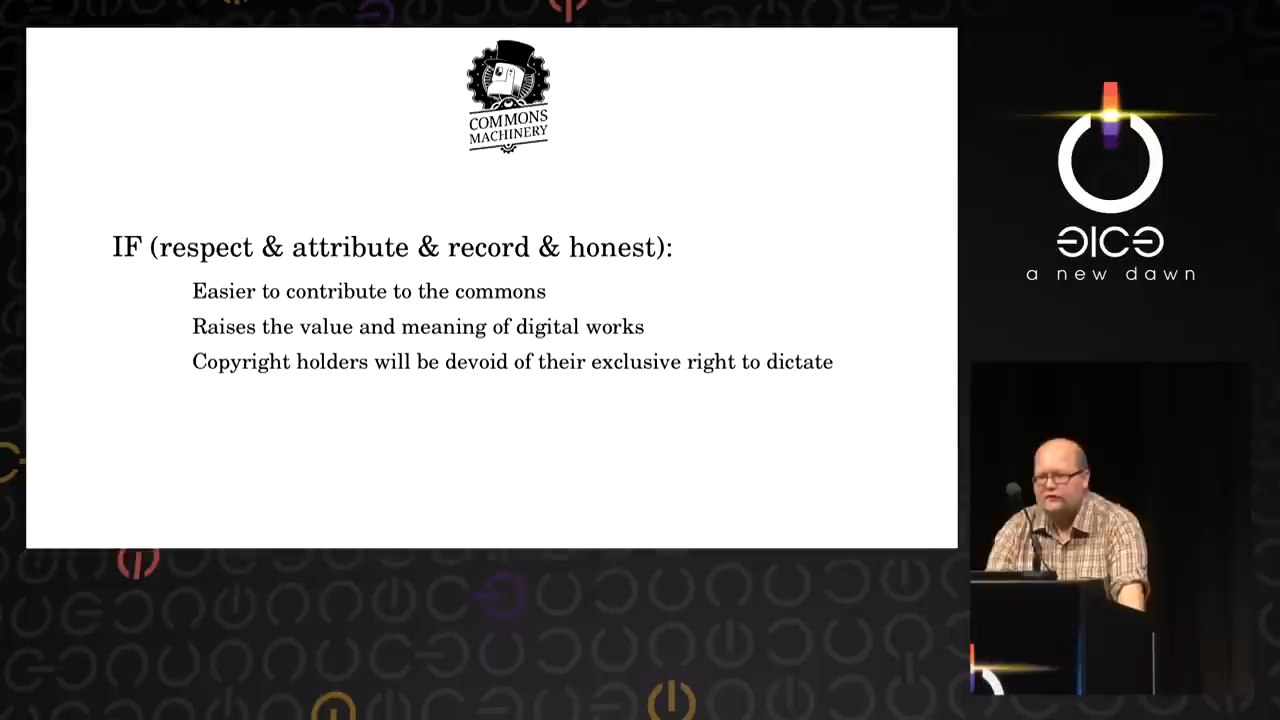 COMMONS
MACHINERY
IF (respect & attribute & record & honest):
Easier to contribute to the commons
Raises the value and meaning of digital works
Copyright holders will be devoid of their exclusive right to dictate
a new dawn